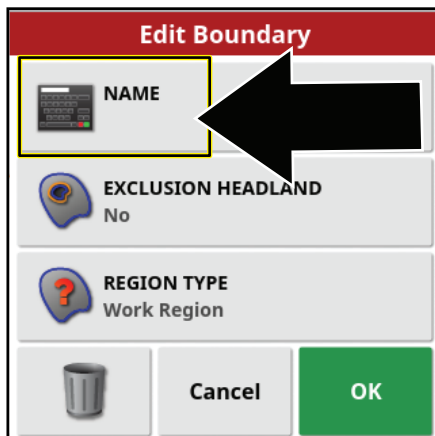 Edit Boundary
NAME
EXCLUSION HEADLAND
No
REGION TYPE
Work Region
Cancel
OK